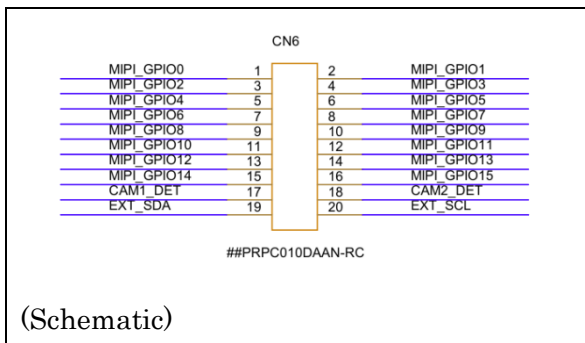 CN6
MIPI_GPIO0 1 2 MIPI_GPIO1
MIPI_GPIO2 3 4 MIPI_GPIO3
MIPI_GPIO4 5 6 MIPI_GPIO5
MIPI_GPIO6 7 8 MIPI_GPIO7
MIPI_GPIO8 9 10 MIPI_GPIO9
MIPI_GPIO10 11 12 MIPI_GPIO11
MIPI_GPIO12 13 14 MIPI_GPIO13
MIPI_GPIO14 15 16 MIPI_GPIO15
CAM1_DET 17 18 CAM2_DET
EXT_SDA 19 20 EXT_SCL
##PRPC010DAAN-RC
(Schematic)